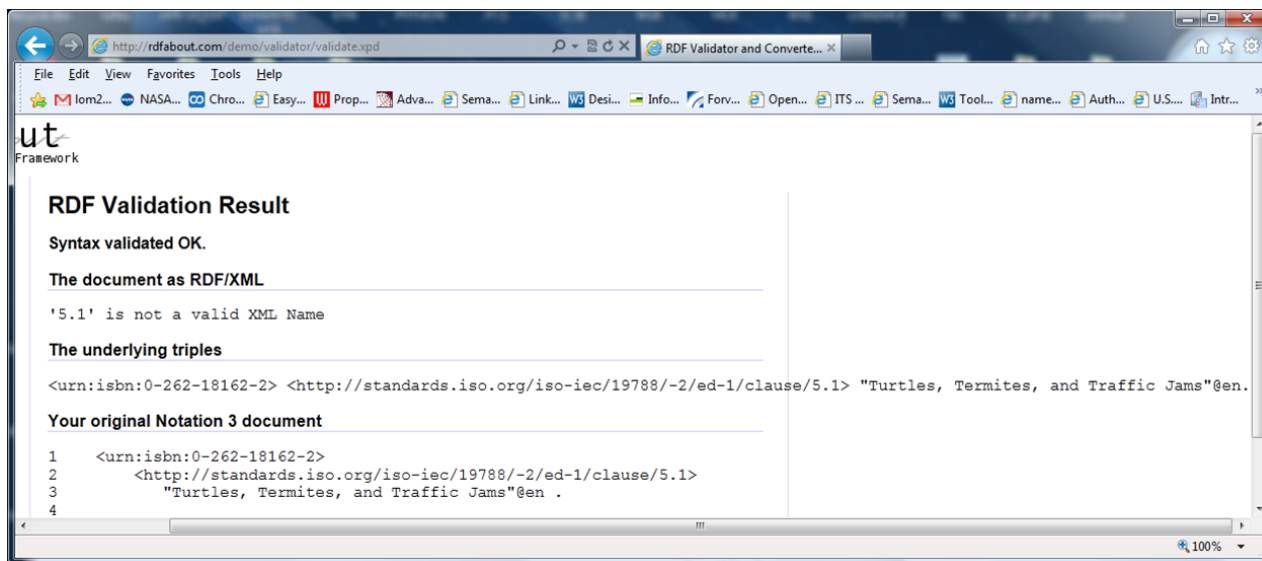 http://rdfabout.com/demo/validator/validate.xpd
RDF Validator and Converte...
File Edit View Favorites Tools Help
lom2... NASA... Chro... Easy... Prop... Adva... Sema... Link... Desi... Info... Forv... Open... ITS ... Sema... Tool... name... Auth... U.S.... Intr...
ut
Framework
RDF Validation Result
Syntax validated OK.
The document as RDF/XML
'5.1' is not a valid XML Name
The underlying triples
<urn:isbn:0-262-18162-2> <http://standards.iso.org/iso-iec/19788/-2/ed-1/clause/5.1> "Turtles, Termites, and Traffic Jams"@en.
Your original Notation 3 document
1 <urn:isbn:0-262-18162-2>
2 <http://standards.iso.org/iso-iec/19788/-2/ed-1/clause/5.1>
3 "Turtles, Termites, and Traffic Jams"@en .
4
100%